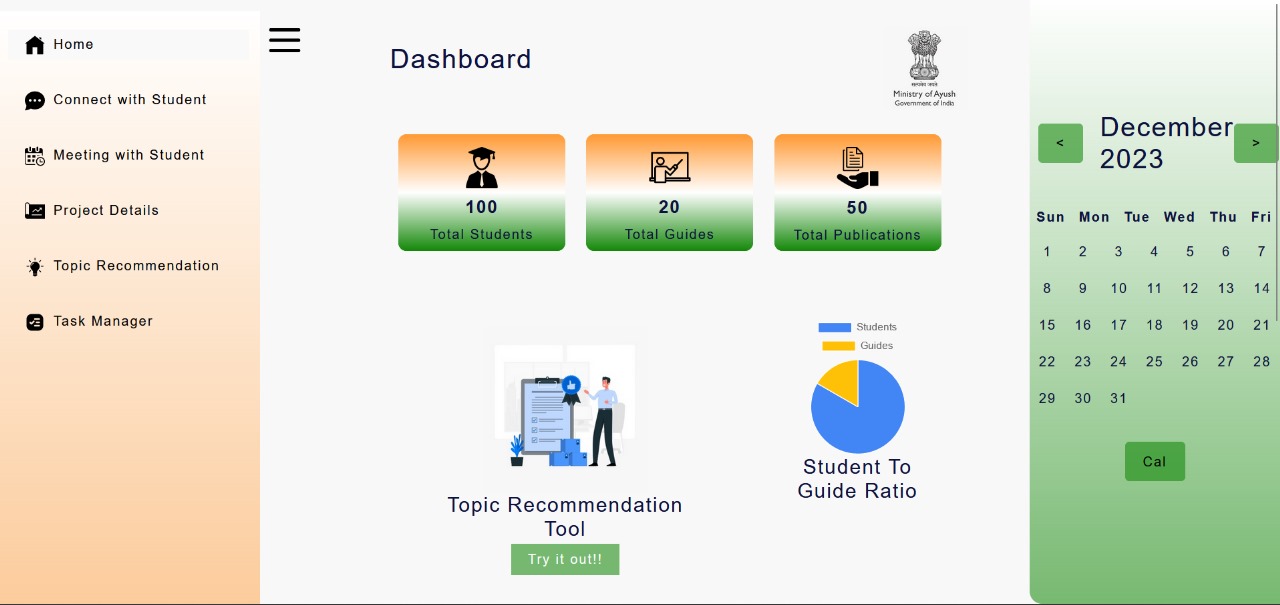 Home
Connect with Student
Meeting with Student
Project Details
Topic Recommendation
Task Manager
Dashboard
सत्यमेव जयते
Ministry of Ayush
Government of India
100
Total Students
20
Total Guides
50
Total Publications
Topic Recommendation
Tool
Try it out!!
Students
Guides
Student To
Guide Ratio
<
December
2023
>
Sun Mon Tue Wed Thu Fri
1 2 3 4 5 6 7
8 9 10 11 12 13 14
15 16 17 18 19 20 21
22 23 24 25 26 27 28
29 30 31
Cal